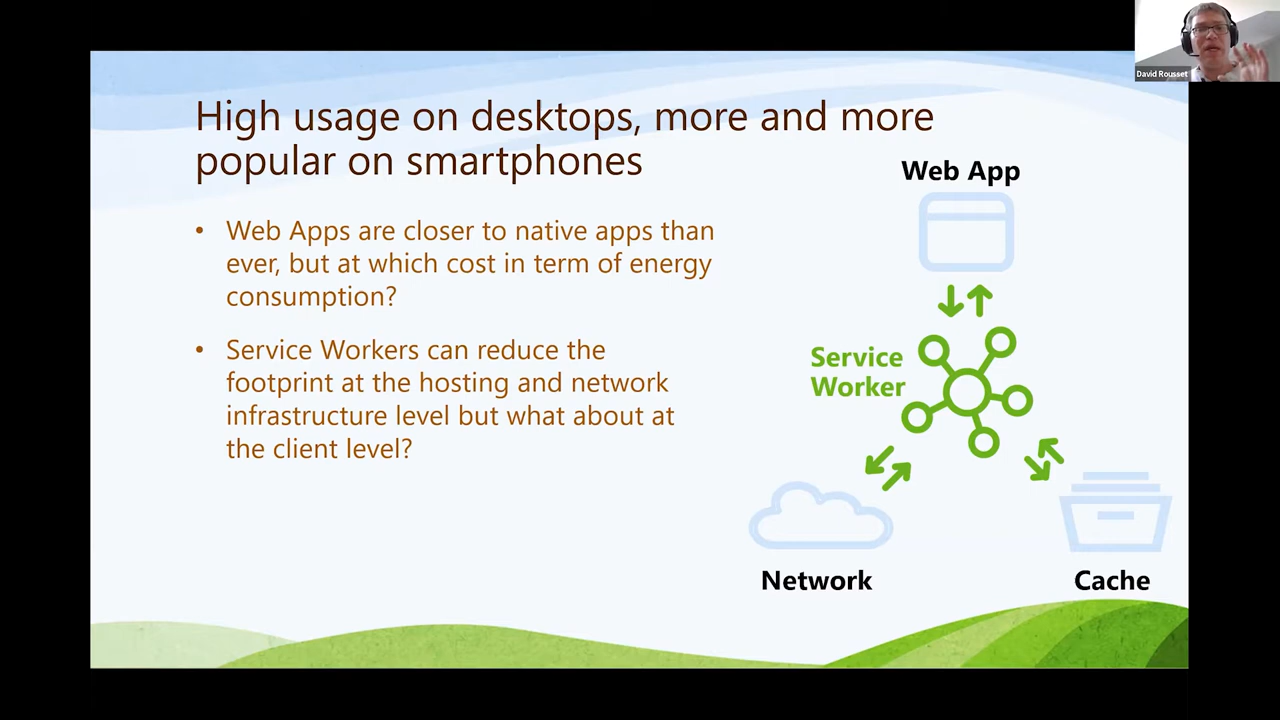 David Rousset
High usage on desktops, more and more
popular on smartphones
• Web Apps are closer to native apps than
ever, but at which cost in term of energy
consumption?
• Service Workers can reduce the
footprint at the hosting and network
infrastructure level but what about at
the client level?
Web App
Service
Worker
Network
Cache